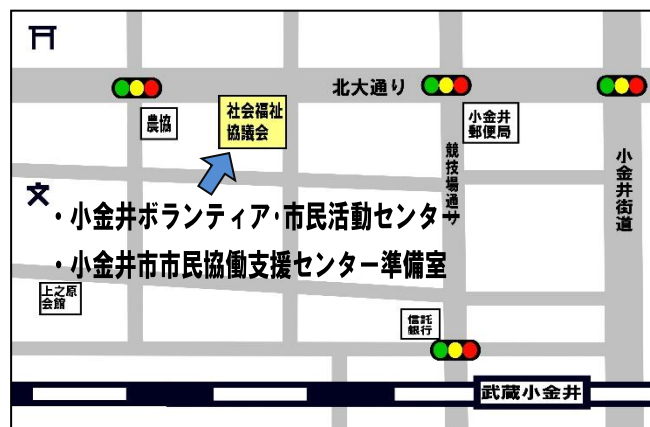 北大通り
農協
社会福祉
協議会
小金井
郵便局
競技場通り
小金井街道
文
・小金井ボランティア・市民活動センター
・小金井市市民協働支援センター準備室
上之原
会館
信託
銀行
武蔵小金井